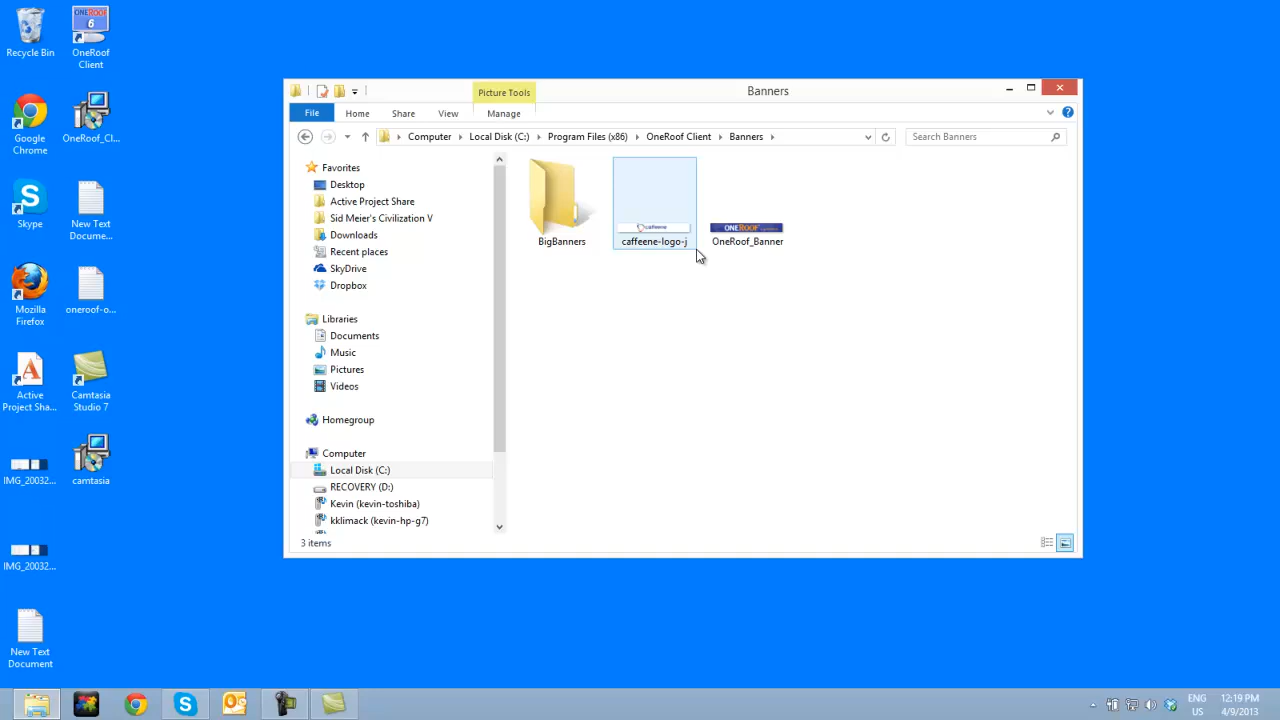 Recycle Bin
ONEROOF
6
OneRoof
Client
Google
Chrome
OneRoof_Cl...
Skype
New Text
Docume...
Mozilla
Firefox
oneroof-o...
Active
Project Sha...
Camtasia
Studio 7
IMG_20032...
camtasia
IMG_20032...
New Text
Document
Picture Tools
Banners
File
Home
Share
View
Manage
Computer
Local Disk (C:)
Program Files (x86)
OneRoof Client
Banners
Search Banners
Favorites
Desktop
Active Project Share
Sid Meier's Civilization V
Downloads
Recent places
SkyDrive
Dropbox
Libraries
Documents
Music
Pictures
Videos
Homegroup
Computer
Local Disk (C:)
RECOVERY (D:)
Kevin (kevin-toshiba)
kklimack (kevin-hp-g7)
BigBanners
caffeene
caffeene-logo-j
ONEROOF
OneRoof_Banner
3 items
ENG
US
12:19 PM
4/9/2013